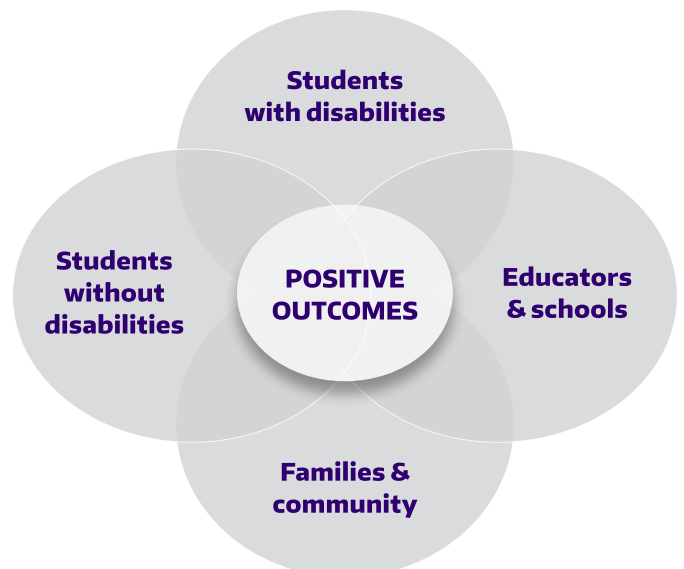 Students
with disabilities
Students
without
disabilities
POSITIVE
OUTCOMES
Educators
& schools
Families &
community